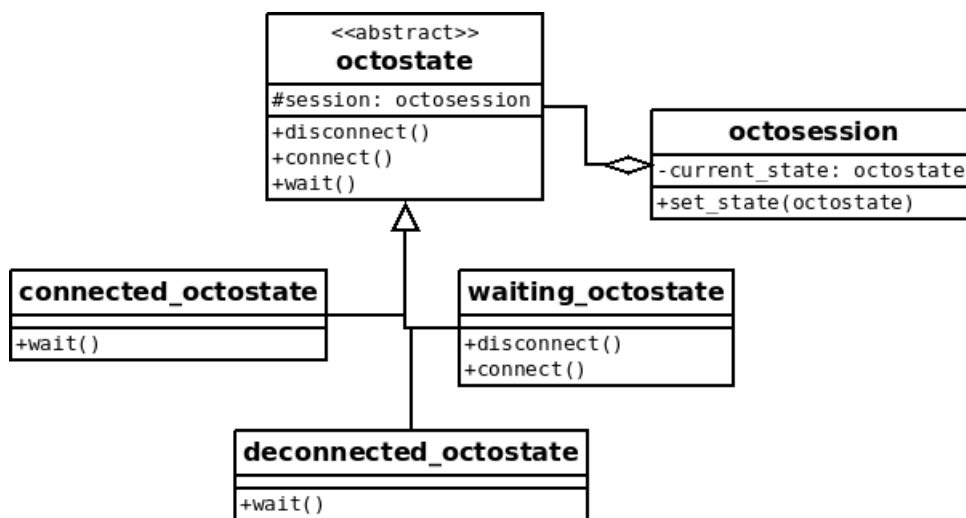 <<abstract>>
octostate
#session: octosession
+disconnect()
+connect()
+wait()
octosession
-current_state: octostate
+set_state(octostate)
connected_octostate
+wait()
waiting_octostate
+disconnect()
+connect()
deconnected_octostate
+wait()